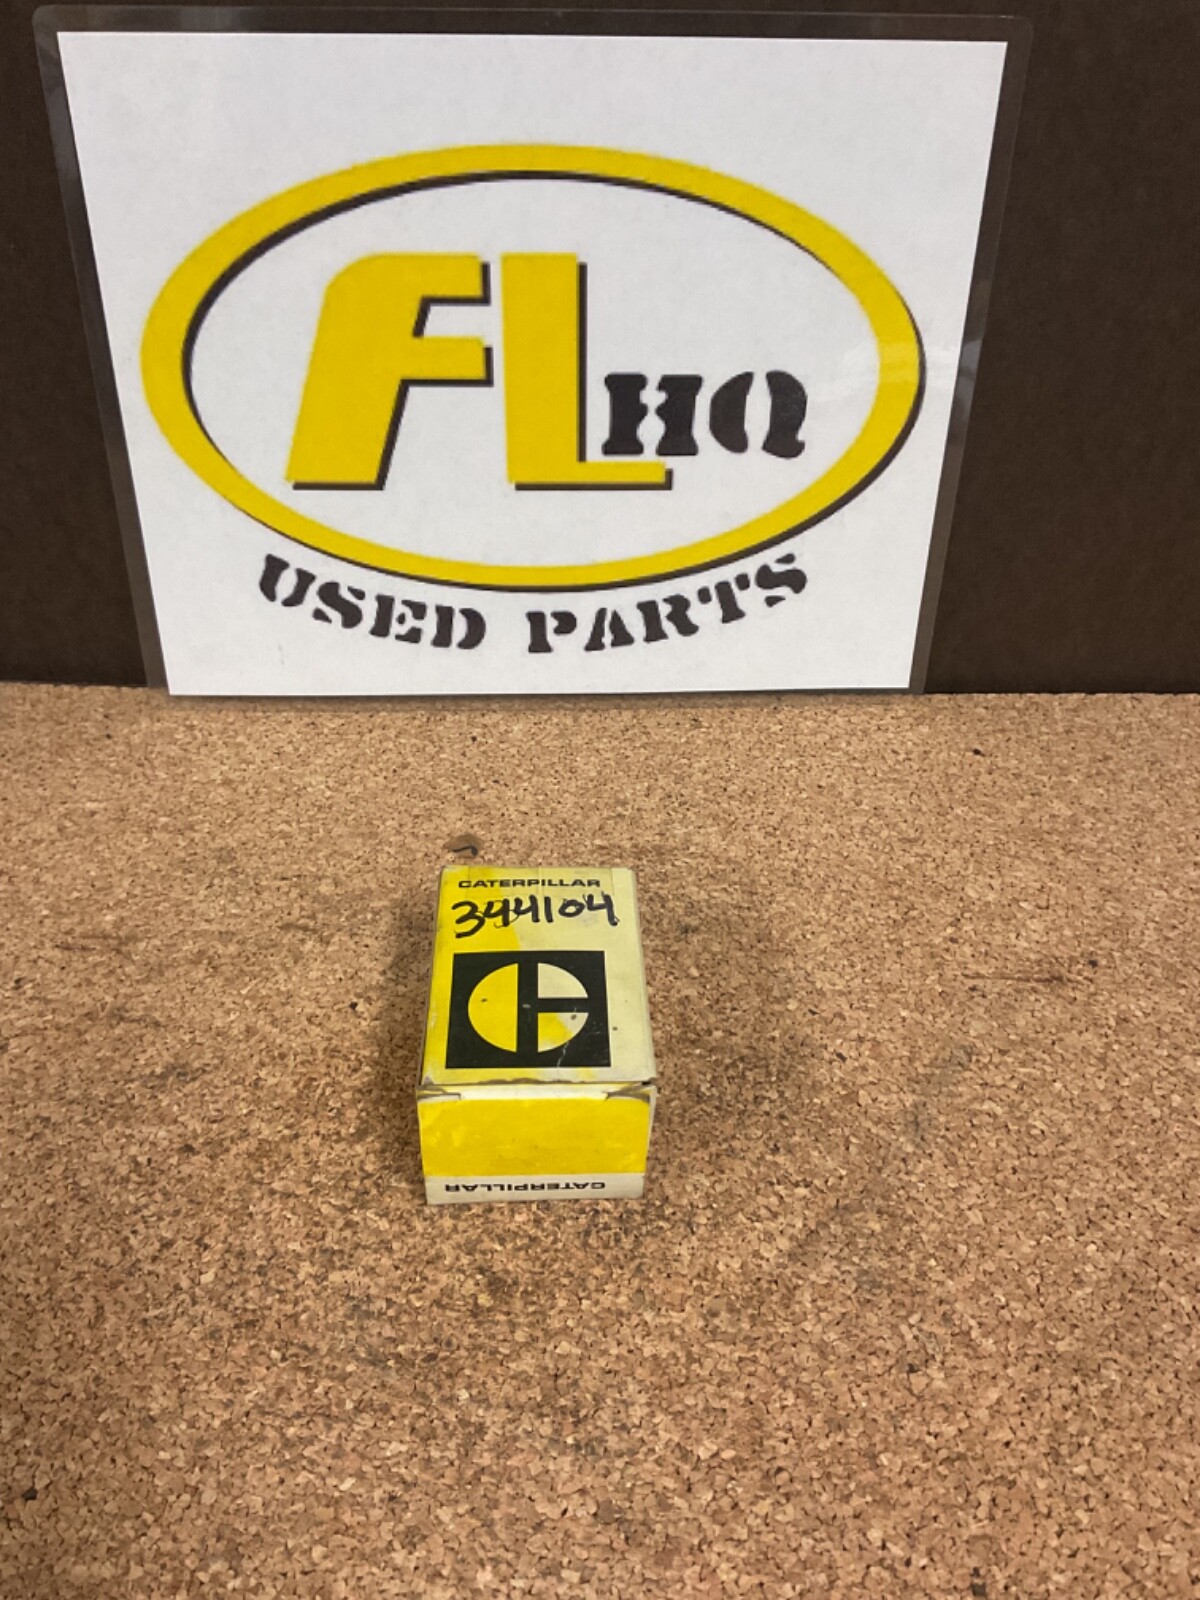 FL HQ
USED PARTS
CATERPILLAR
344104
CATERPILLAR